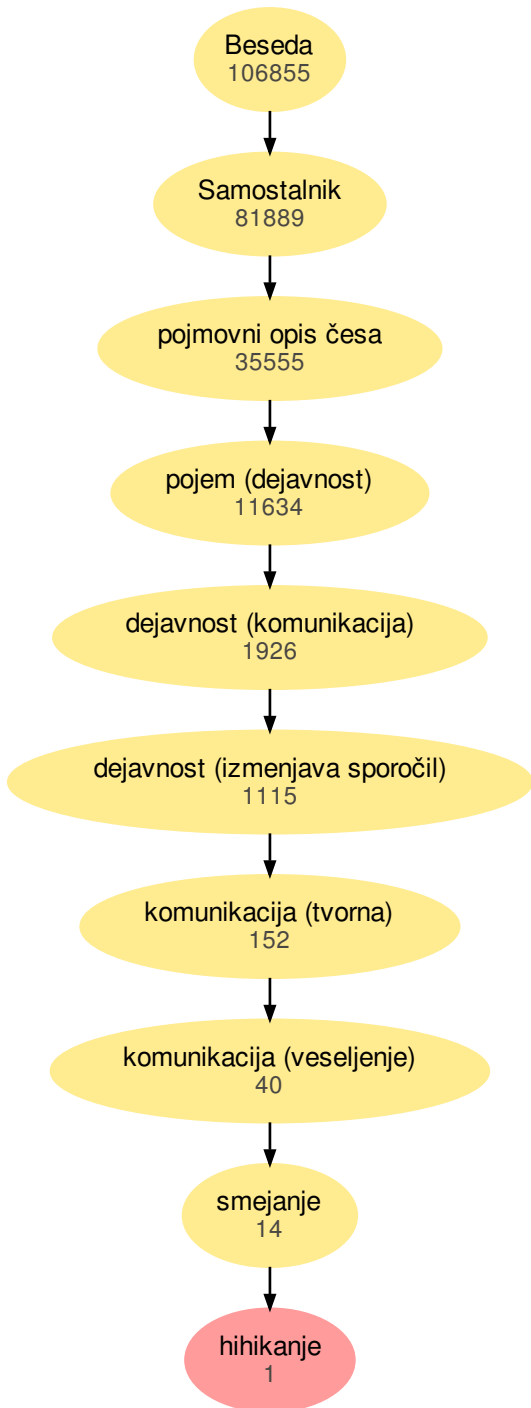 Beseda
106855
Samostalnik
81889
pojmovni opis česa
35555
pojem (dejavnost)
11634
dejavnost (komunikacija)
1926
dejavnost (izmenjava sporočil)
1115
komunikacija (tvorna)
152
komunikacija (veseljenje)
40
smejanje
14
hihikanje
1